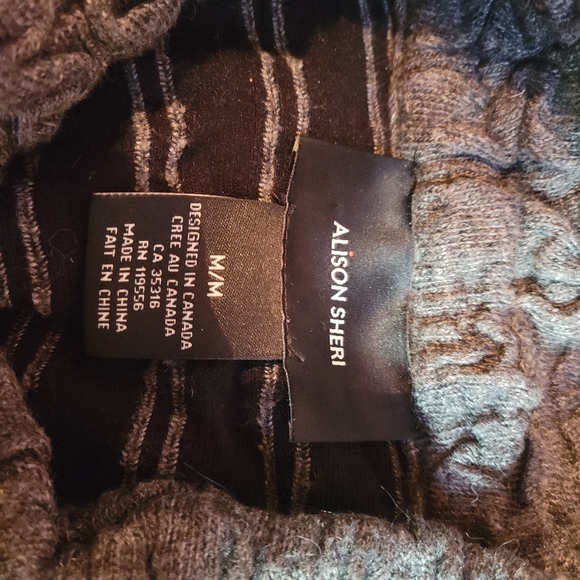 ALISON SHERI
M/M
DESIGNED IN CANADA
CREE AU CANADA
CA 35316
RN 119556
MADE IN CHINA
FAIT EN CHINE